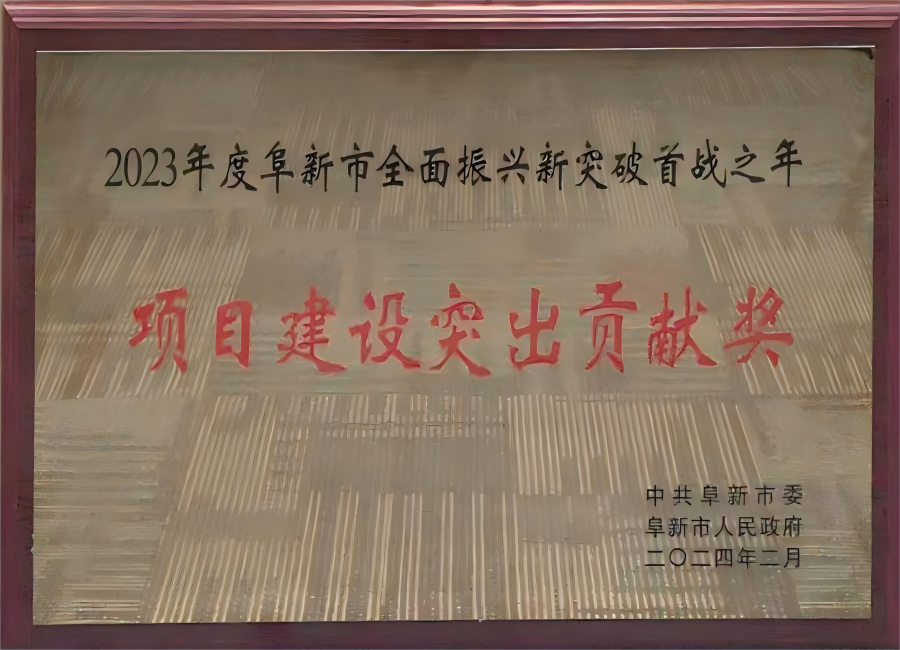 2023年度阜新市全面振兴新突破首战之年
项目建设突出贡献奖
中共阜新市委
阜新市人民政府
二〇二四年二月